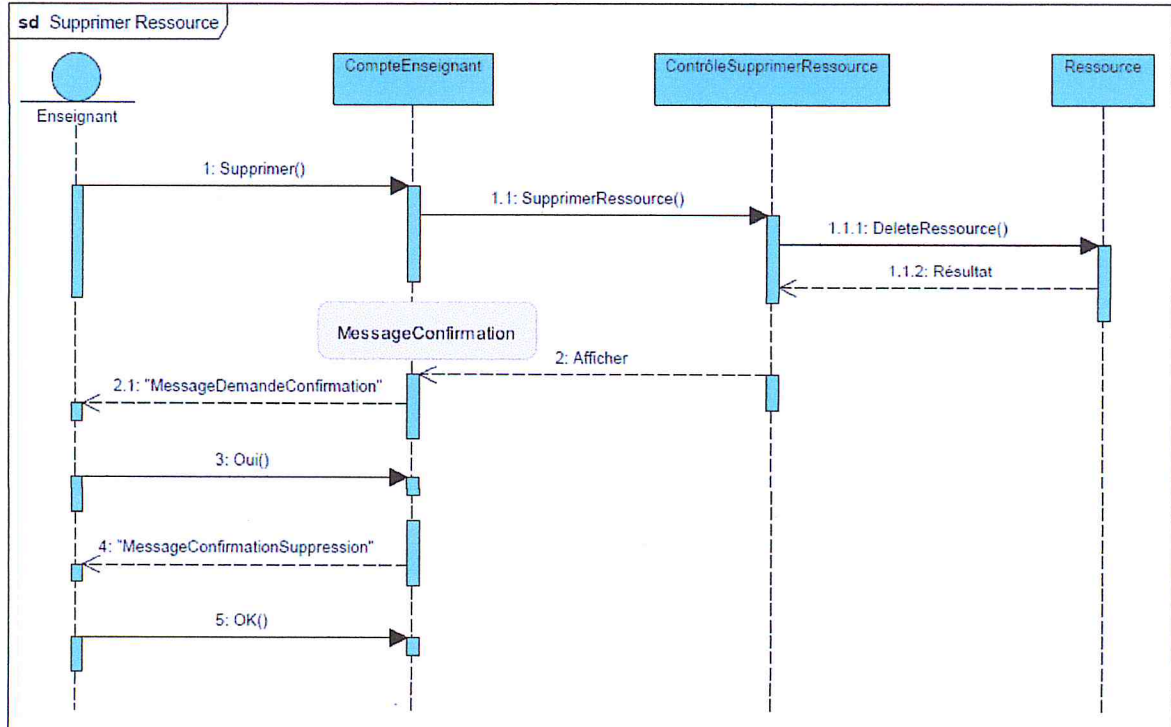 sd Supprimer Ressource
Enseignant
CompteEnseignant
ContrôleSupprimerRessource
Ressource
1: Supprimer()
1.1: SupprimerRessource()
1.1.1: DeleteRessource()
1.1.2: Résultat
MessageConfirmation
2: Afficher
2.1: "MessageDemandeConfirmation"
3: Oui()
4: "MessageConfirmationSuppression"
5: OK()